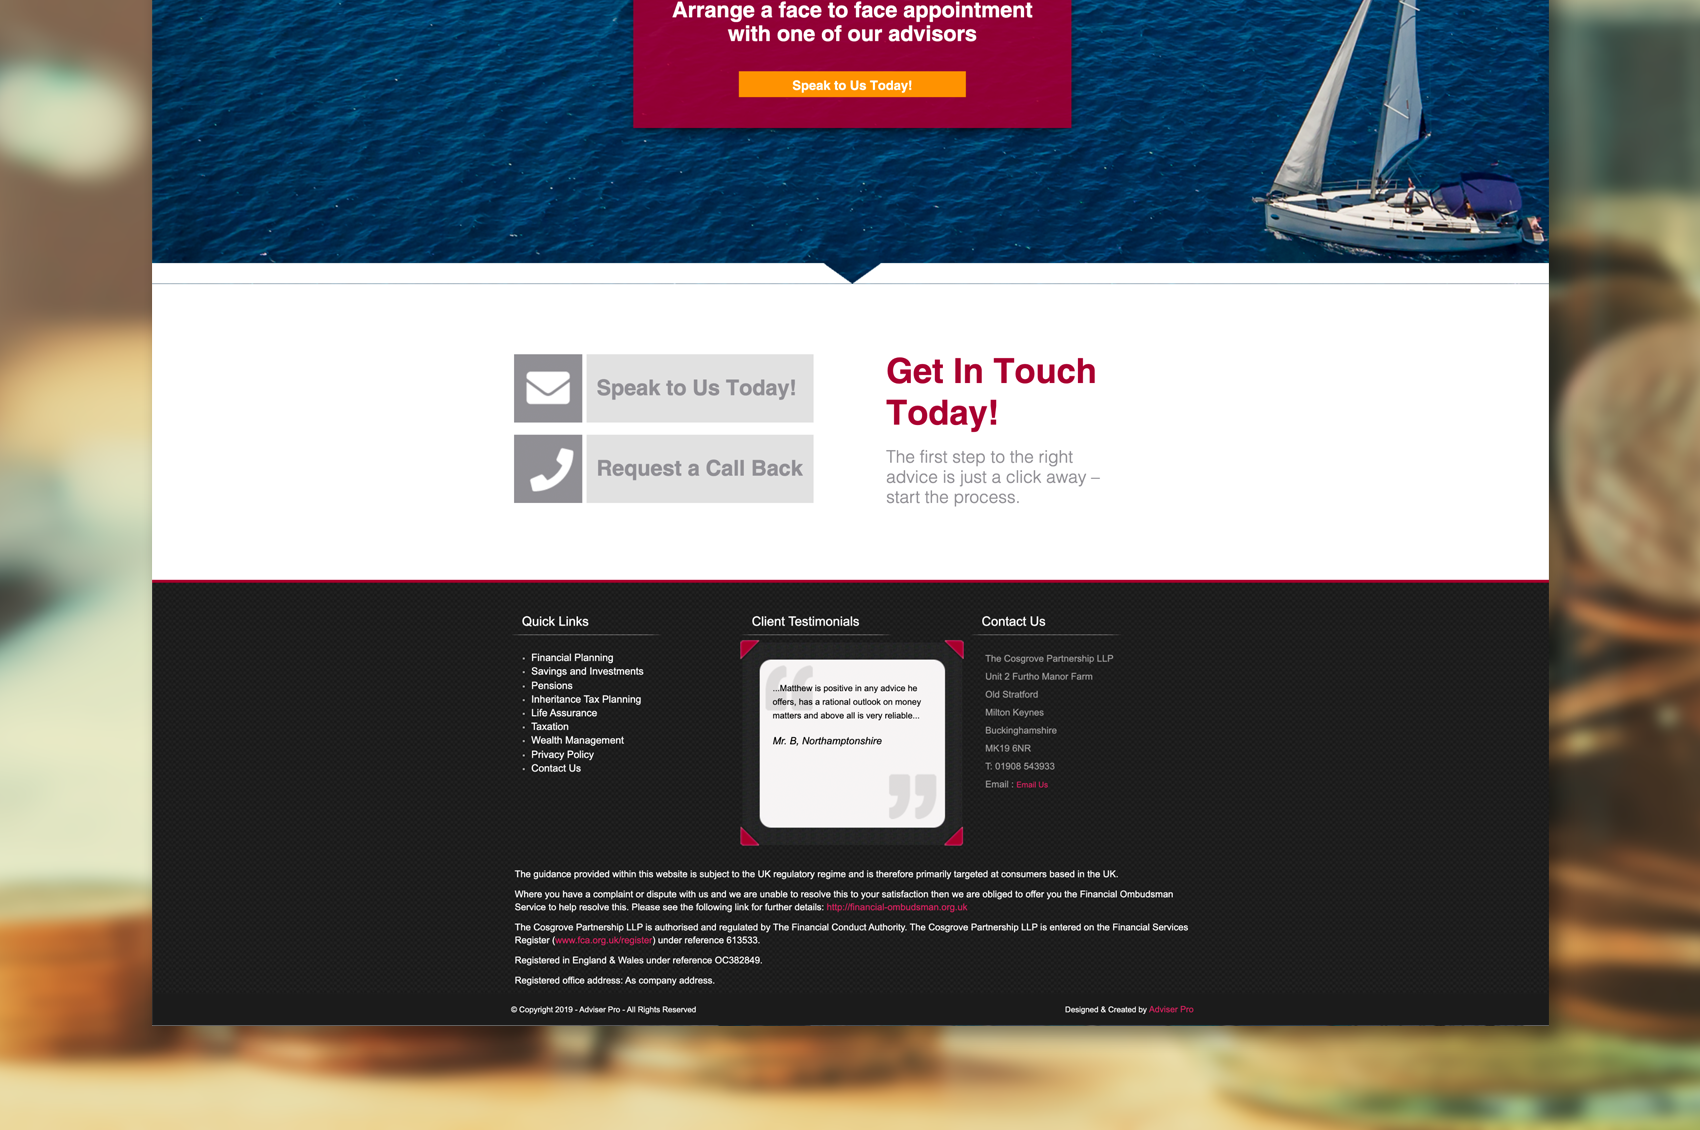 Arrange a face to face appointment
with one of our advisors
Speak to Us Today!
Speak to Us Today!
Request a Call Back
Get In Touch
Today!
The first step to the right
advice is just a click away –
start the process.
Quick Links
Financial Planning
Savings and Investments
Pensions
Inheritance Tax Planning
Life Assurance
Taxation
Wealth Management
Privacy Policy
Contact Us
Client Testimonials
...Matthew is positive in any advice he
offers, has a rational outlook on money
matters and above all is very reliable...
Mr. B, Northamptonshire
Contact Us
The Cosgrove Partnership LLP
Unit 2 Furtho Manor Farm
Old Stratford
Milton Keynes
Buckinghamshire
MK19 6NR
T: 01908 543933
Email : Email Us
The guidance provided within this website is subject to the UK regulatory regime and is therefore primarily targeted at consumers based in the UK.
Where you have a complaint or dispute with us and we are unable to resolve this to your satisfaction then we are obliged to offer you the Financial Ombudsman
Service to help resolve this. Please see the following link for further details: http://financial-ombudsman.org.uk
The Cosgrove Partnership LLP is authorised and regulated by The Financial Conduct Authority. The Cosgrove Partnership LLP is entered on the Financial Services
Register (www.fca.org.uk/register) under reference 613533.
Registered in England & Wales under reference OC382849.
Registered office address: As company address.
© Copyright 2019 - Adviser Pro - All Rights Reserved
Designed & Created by Adviser Pro